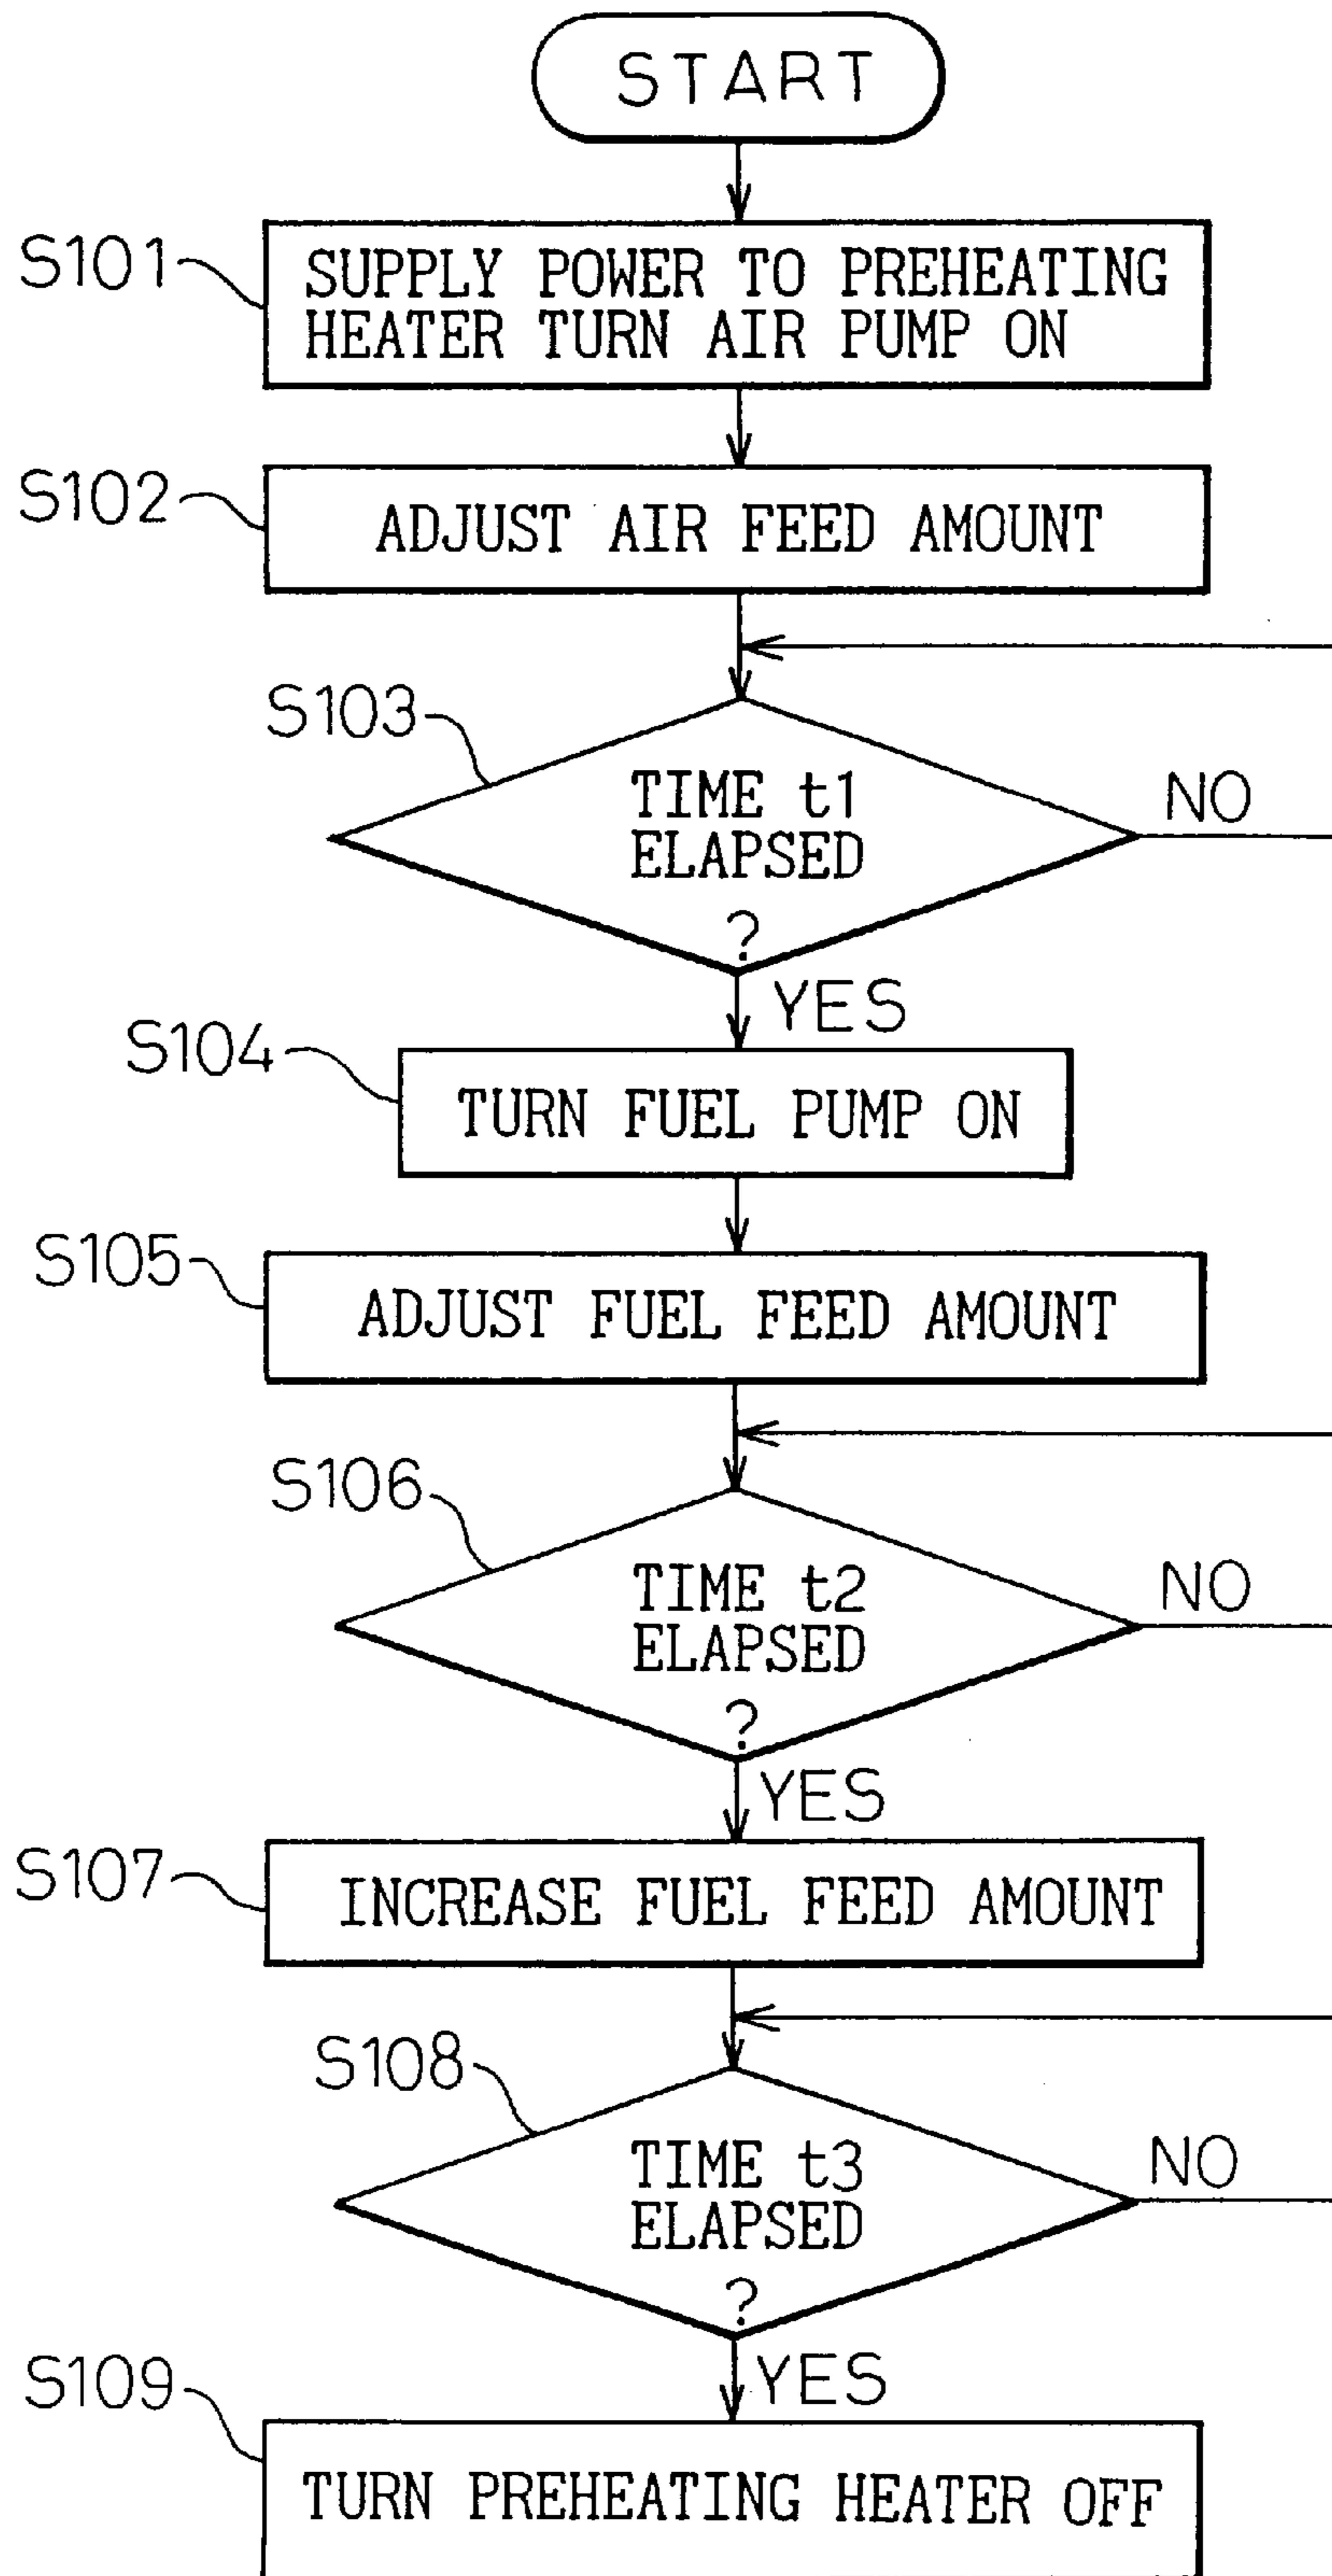 START
S101
SUPPLY POWER TO PREHEATING
HEATER TURN AIR PUMP ON
S102
ADJUST AIR FEED AMOUNT
S103
TIME t1
ELAPSED
?
NO
YES
S104
TURN FUEL PUMP ON
S105
ADJUST FUEL FEED AMOUNT
S106
TIME t2
ELAPSED
?
NO
YES
S107
INCREASE FUEL FEED AMOUNT
S108
TIME t3
ELAPSED
?
NO
YES
S109
TURN PREHEATING HEATER OFF